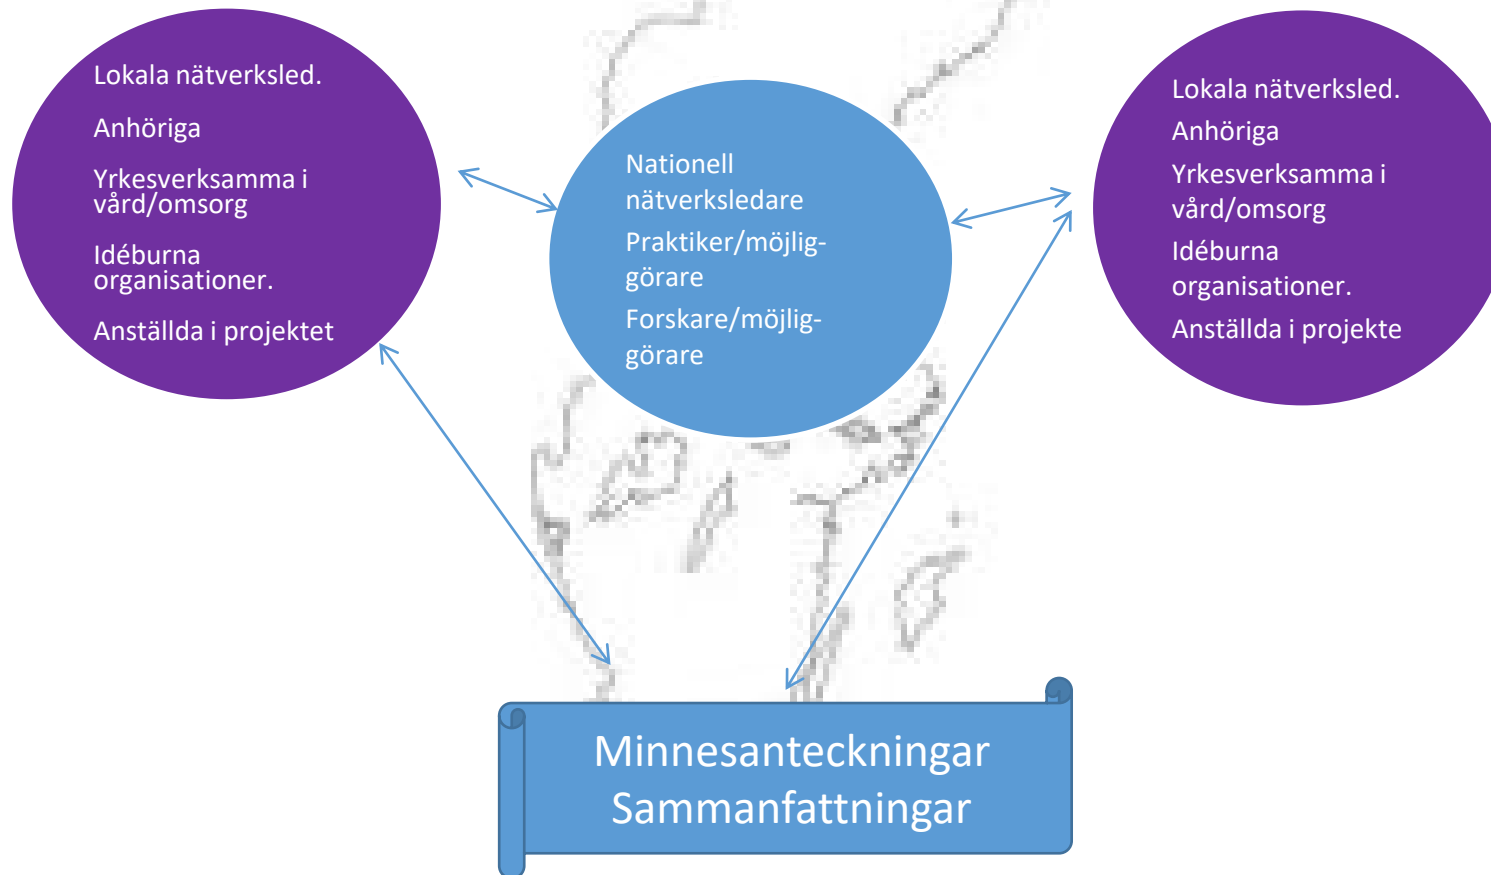 Lokala nätverksled.
Anhöriga
Yrkesverksamma i
vård/omsorg
Idéburna
organisationer.
Anställda i projektet
Nationell
nätverksledare
Praktiker/möjlig-
görare
Forskare/möjlig-
görare
Lokala nätverksled.
Anhöriga
Yrkesverksamma i
vård/omsorg
Idéburna
organisationer.
Anställda i projekte
Minnesanteckningar
Sammanfattningar